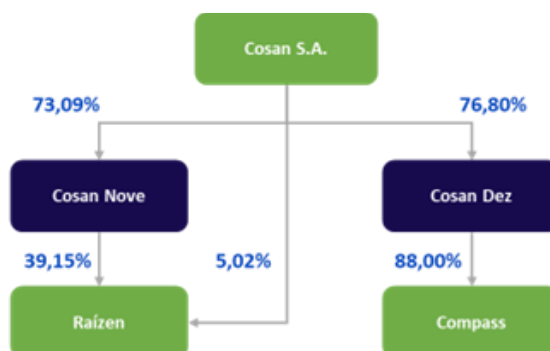 Cosan S.A.
73,09%
76,80%
Cosan Nove
Cosan Dez
39,15%
5,02%
88,00%
Raízen
Compass